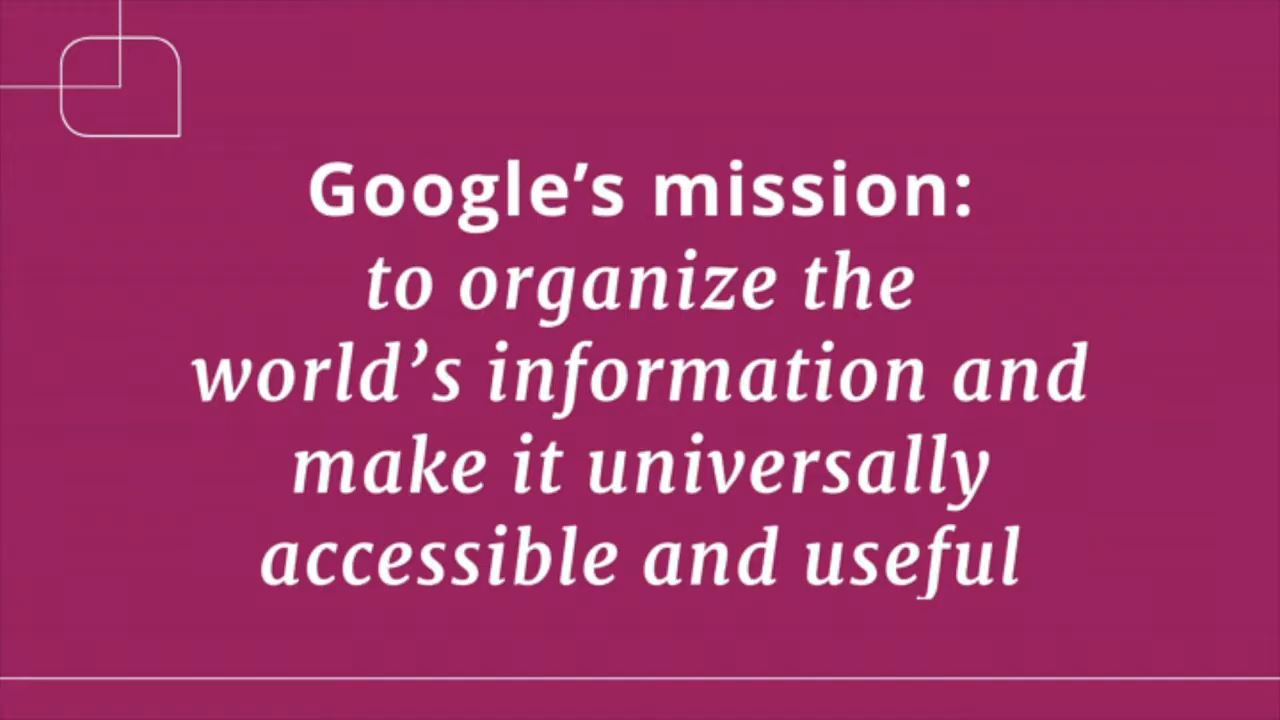 Google’s mission:
to organize the
world’s information and
make it universally
accessible and useful